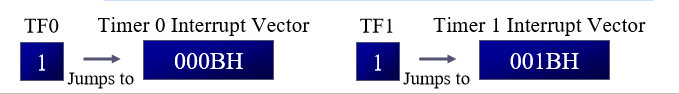 TF0 Timer 0 Interrupt Vector TF1 Timer 1 Interrupt Vector
1 000BH 1 001BH
Jumps to Jumps to